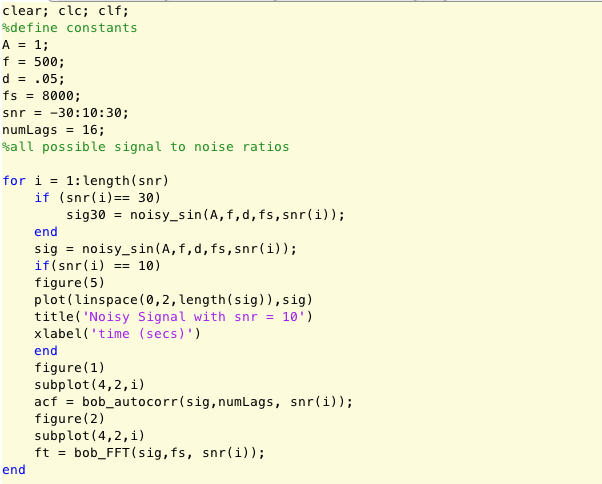 clear; clc; clf;
%define constants
A = 1;
f = 500;
d = .05;
fs = 8000;
snr = -30:10:30;
numLags = 16;
%all possible signal to noise ratios
for i = 1:length(snr)
    if (snr(i)== 30)
        sig30 = noisy_sin(A,f,d,fs,snr(i));
    end
    sig = noisy_sin(A,f,d,fs,snr(i));
    if(snr(i) == 10)
    figure(5)
    plot(linspace(0,2,length(sig)),sig)
    title('Noisy Signal with snr = 10')
    xlabel('time (secs)')
    end
    figure(1)
    subplot(4,2,i)
    acf = bob_autocorr(sig,numLags, snr(i));
    figure(2)
    subplot(4,2,i)
    ft = bob_FFT(sig,fs, snr(i));
end